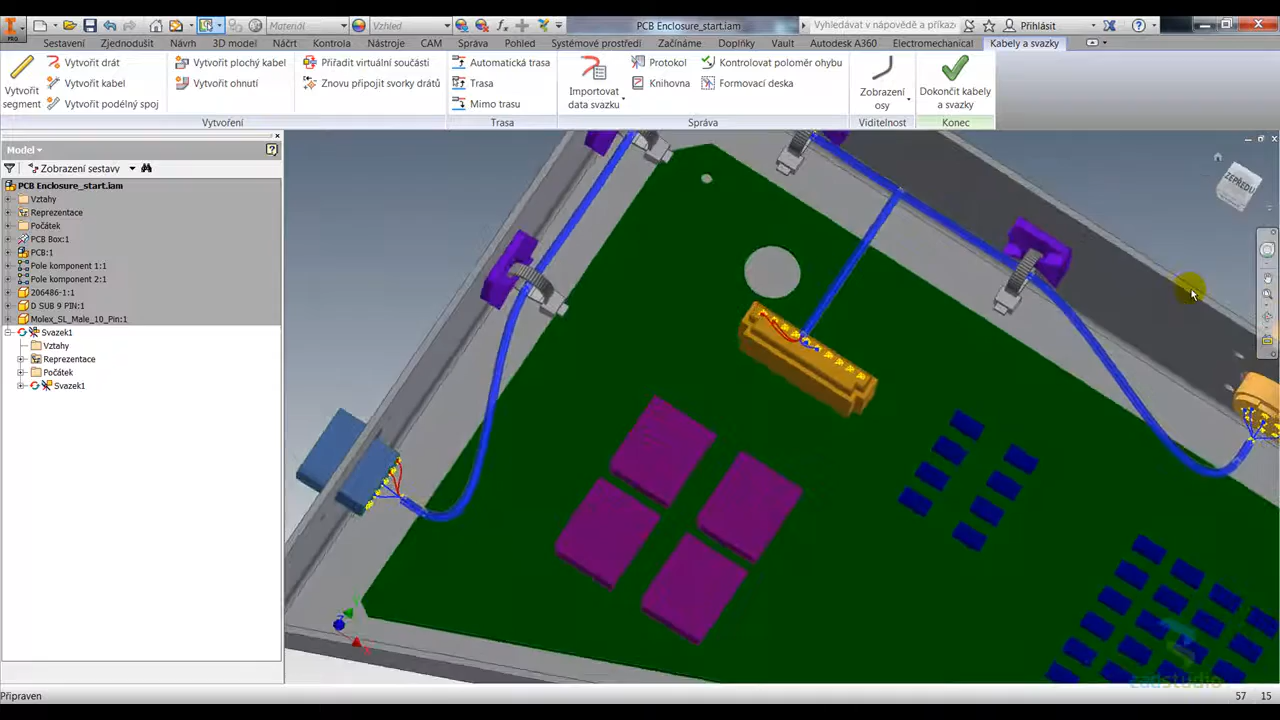 PRO
Materiál
Vzhled
PCB Enclosure_start.iam
Vyhledávat v nápovědě a příkaze
Přihlásit
Sestavení
Zjednodušit
Návrh
3D model
Náčrt
Kontrola
Nástroje
CAM
Správa
Pohled
Systémové prostředí
Začínáme
Doplňky
Vault
Autodesk A360
Electromechanical
Kabely a svazky
Vytvořit
segment
Vytvořit drát
Vytvořit kabel
Vytvořit podélný spoj
Vytvořit plochý kabel
Vytvořit ohnutí
Přiřadit virtuální součásti
Znovu připojit svorky drátů
Vytvoření
Automatická trasa
Trasa
Mimo trasu
Trasa
Importovat
data svazku
Protokol
Knihovna
Kontrolovat poloměr ohybu
Formovací deska
Správa
Zobrazení
osy
Viditelnost
Dokončit kabely
a svazky
Konec
Model
Zobrazení sestavy
PCB Enclosure_start.iam
Vztahy
Reprezentace
Počátek
PCB Box:1
PCB:1
Pole komponent 1:1
Pole komponent 2:1
206486-1:1
D SUB 9 PIN:1
Molex_SL_Male_10_Pin:1
Svazek1
Vztahy
Reprezentace
Počátek
Svazek1
ZEPŘEDU
cadstudio
Připraven
57
15